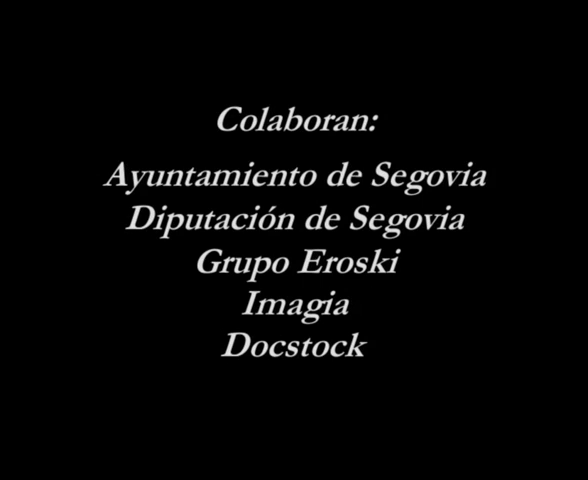 Colaboran:
Ayuntamiento de Segovia
Diputación de Segovia
Grupo Eroski
Imagia
Docstock